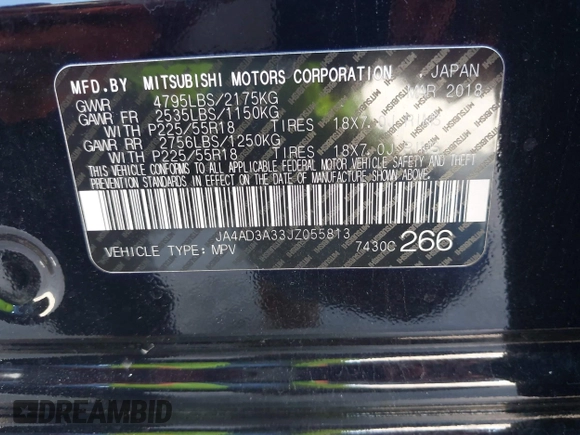 MFD.BY MITSUBISHI MOTORS CORPORATION JAPAN
GVWR 4795LBS/2175KG MAR 2018
GAWR FR 2535LBS/1150KG
WITH P225/55R18 TIRES 18X7.
GAWR RR 2756LBS/1250KG
WITH P225/55R18 TIRES 18X7.0J
THIS VEHICLE CONFORMS TO ALL APPLICABLE FEDERAL MOTOR VEHICLE SAFETY AND THEFT
PREVENTION STANDARDS IN EFFECT ON THE DATE OF MANUFACTURE SHOWN ABOVE.
JA4AD3A33JZ055813
VEHICLE TYPE: MPV 7430C 266
DREAMBID